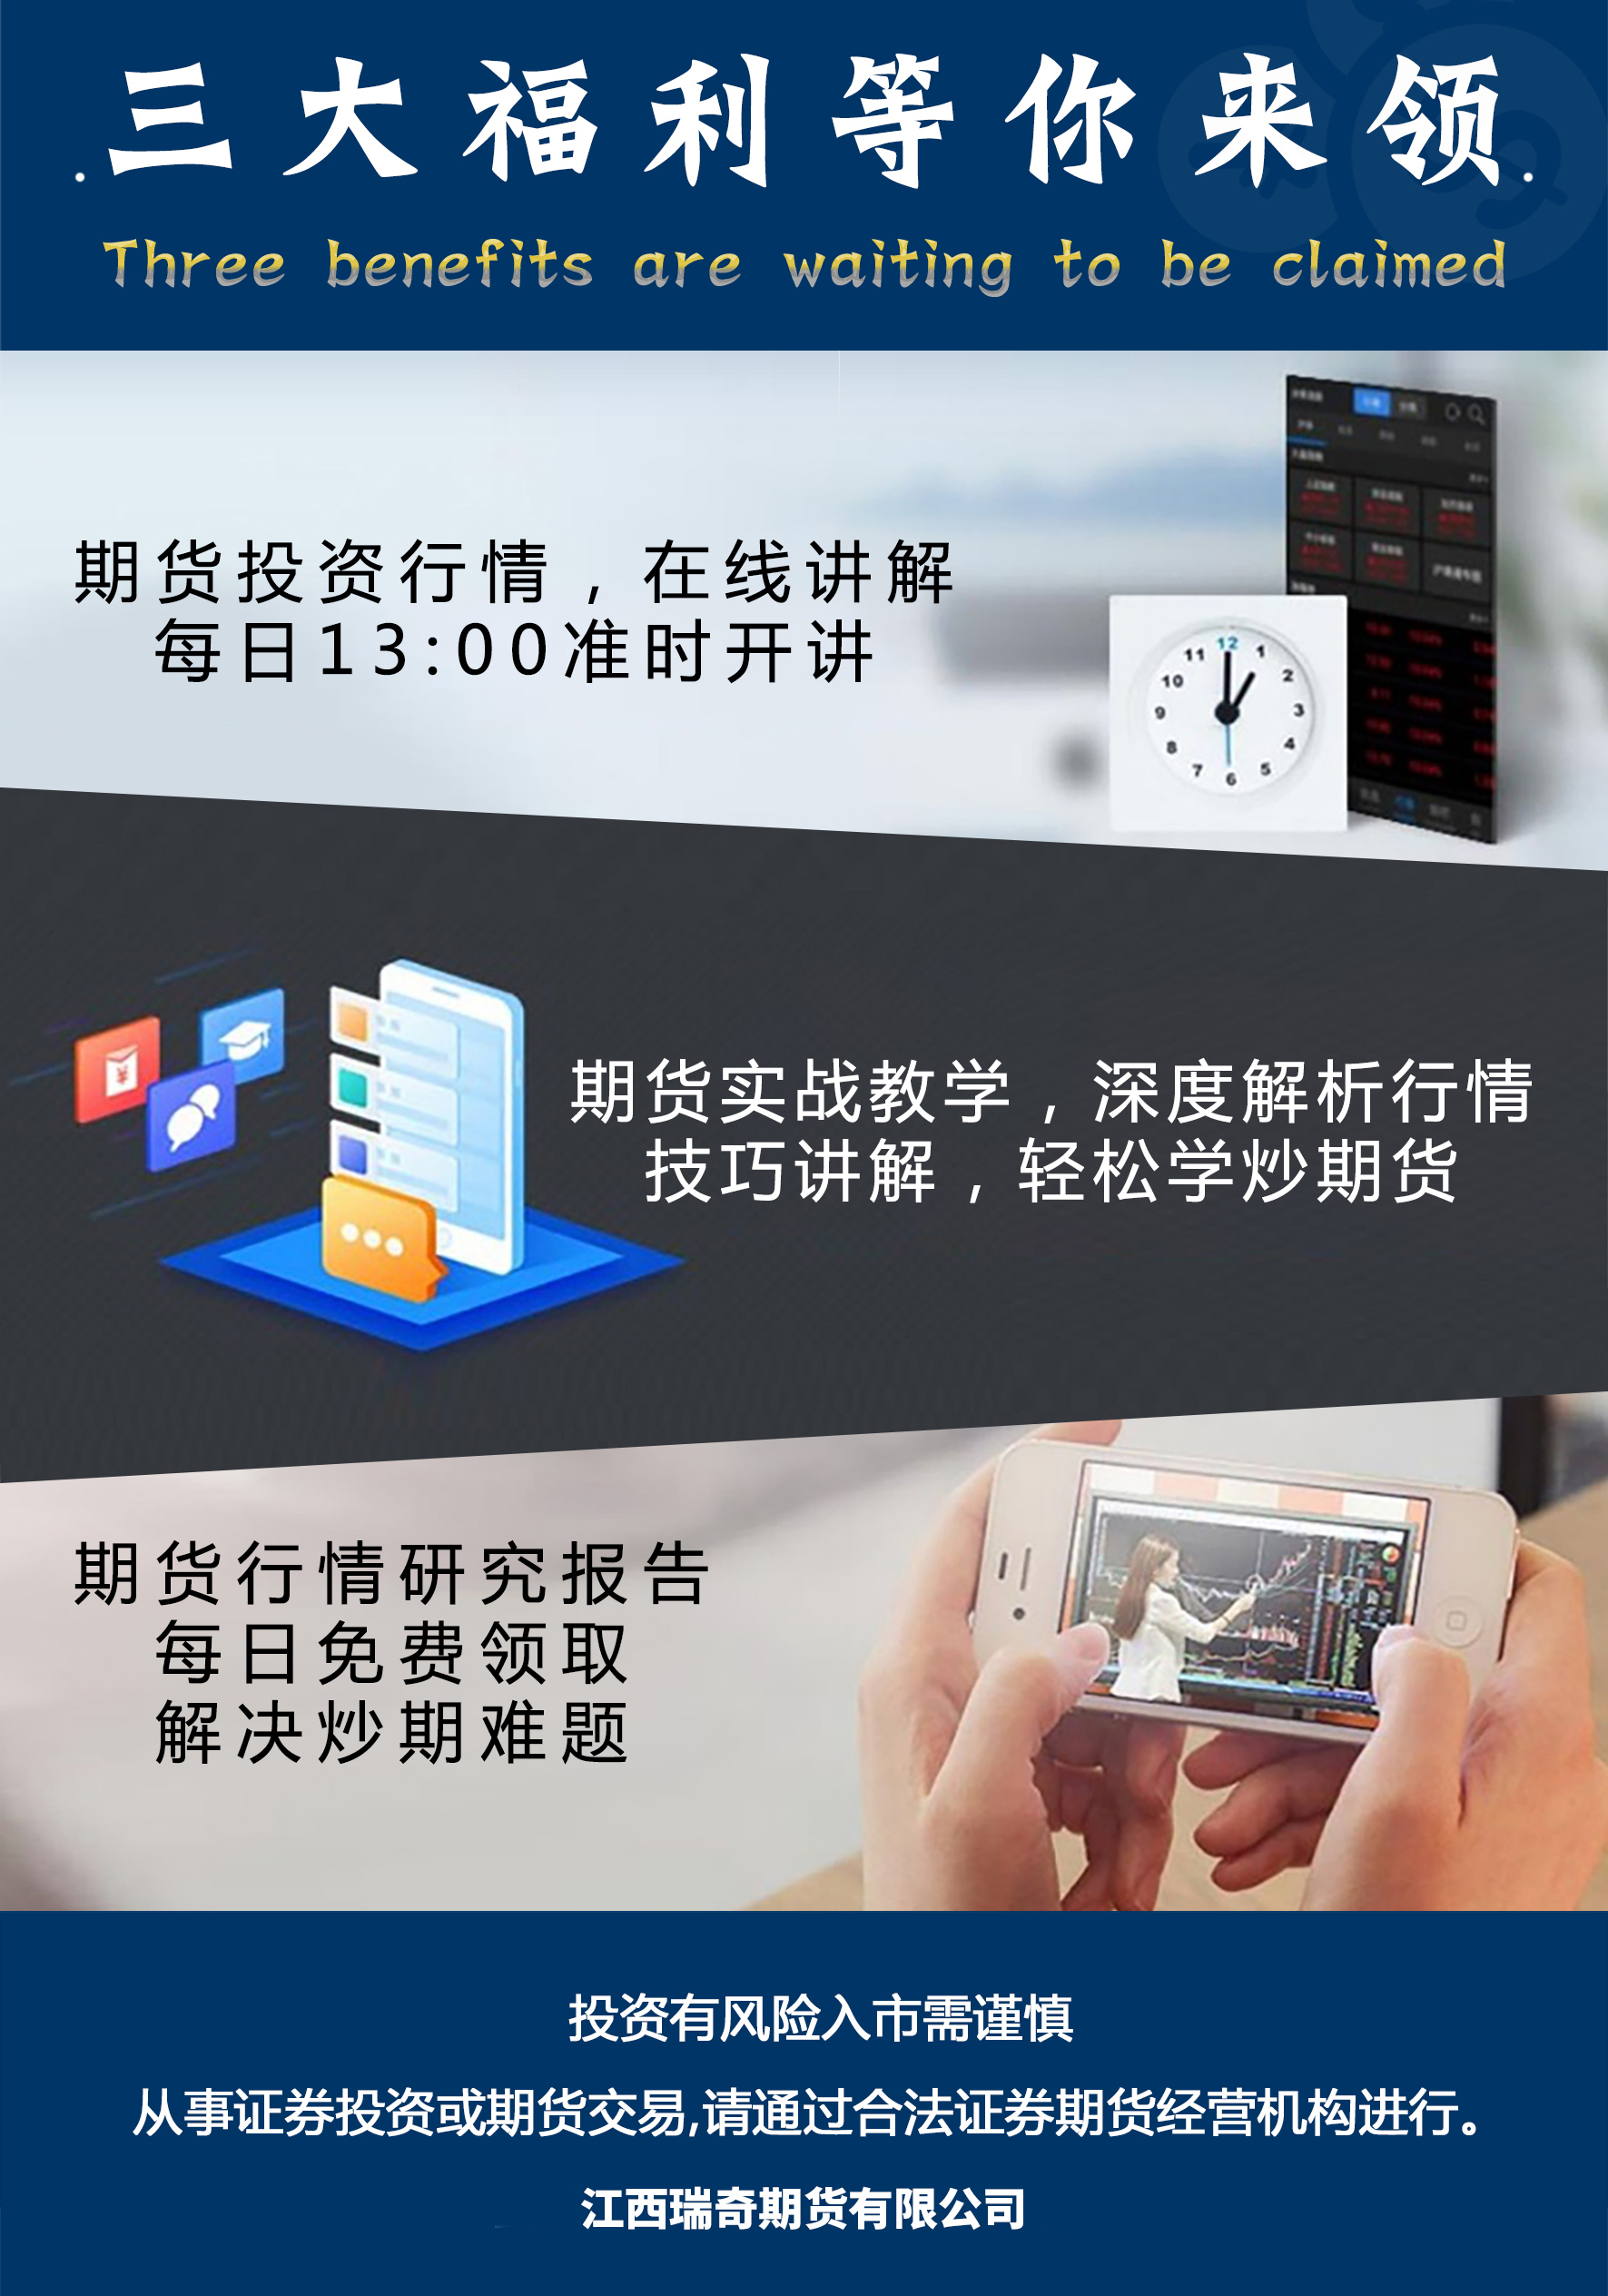 三大福利等你来领
Three benefits are waiting to be claimed
期货投资行情，在线讲解
每日13:00准时开讲
12
1
2
3
4
5
6
7
8
9
10
11
期货实战教学，深度解析行情
技巧讲解，轻松学炒期货
期货行情研究报告
每日免费领取
解决炒期难题
投资有风险入市需谨慎
从事证券投资或期货交易,请通过合法证券期货经营机构进行。
江西瑞奇期货有限公司